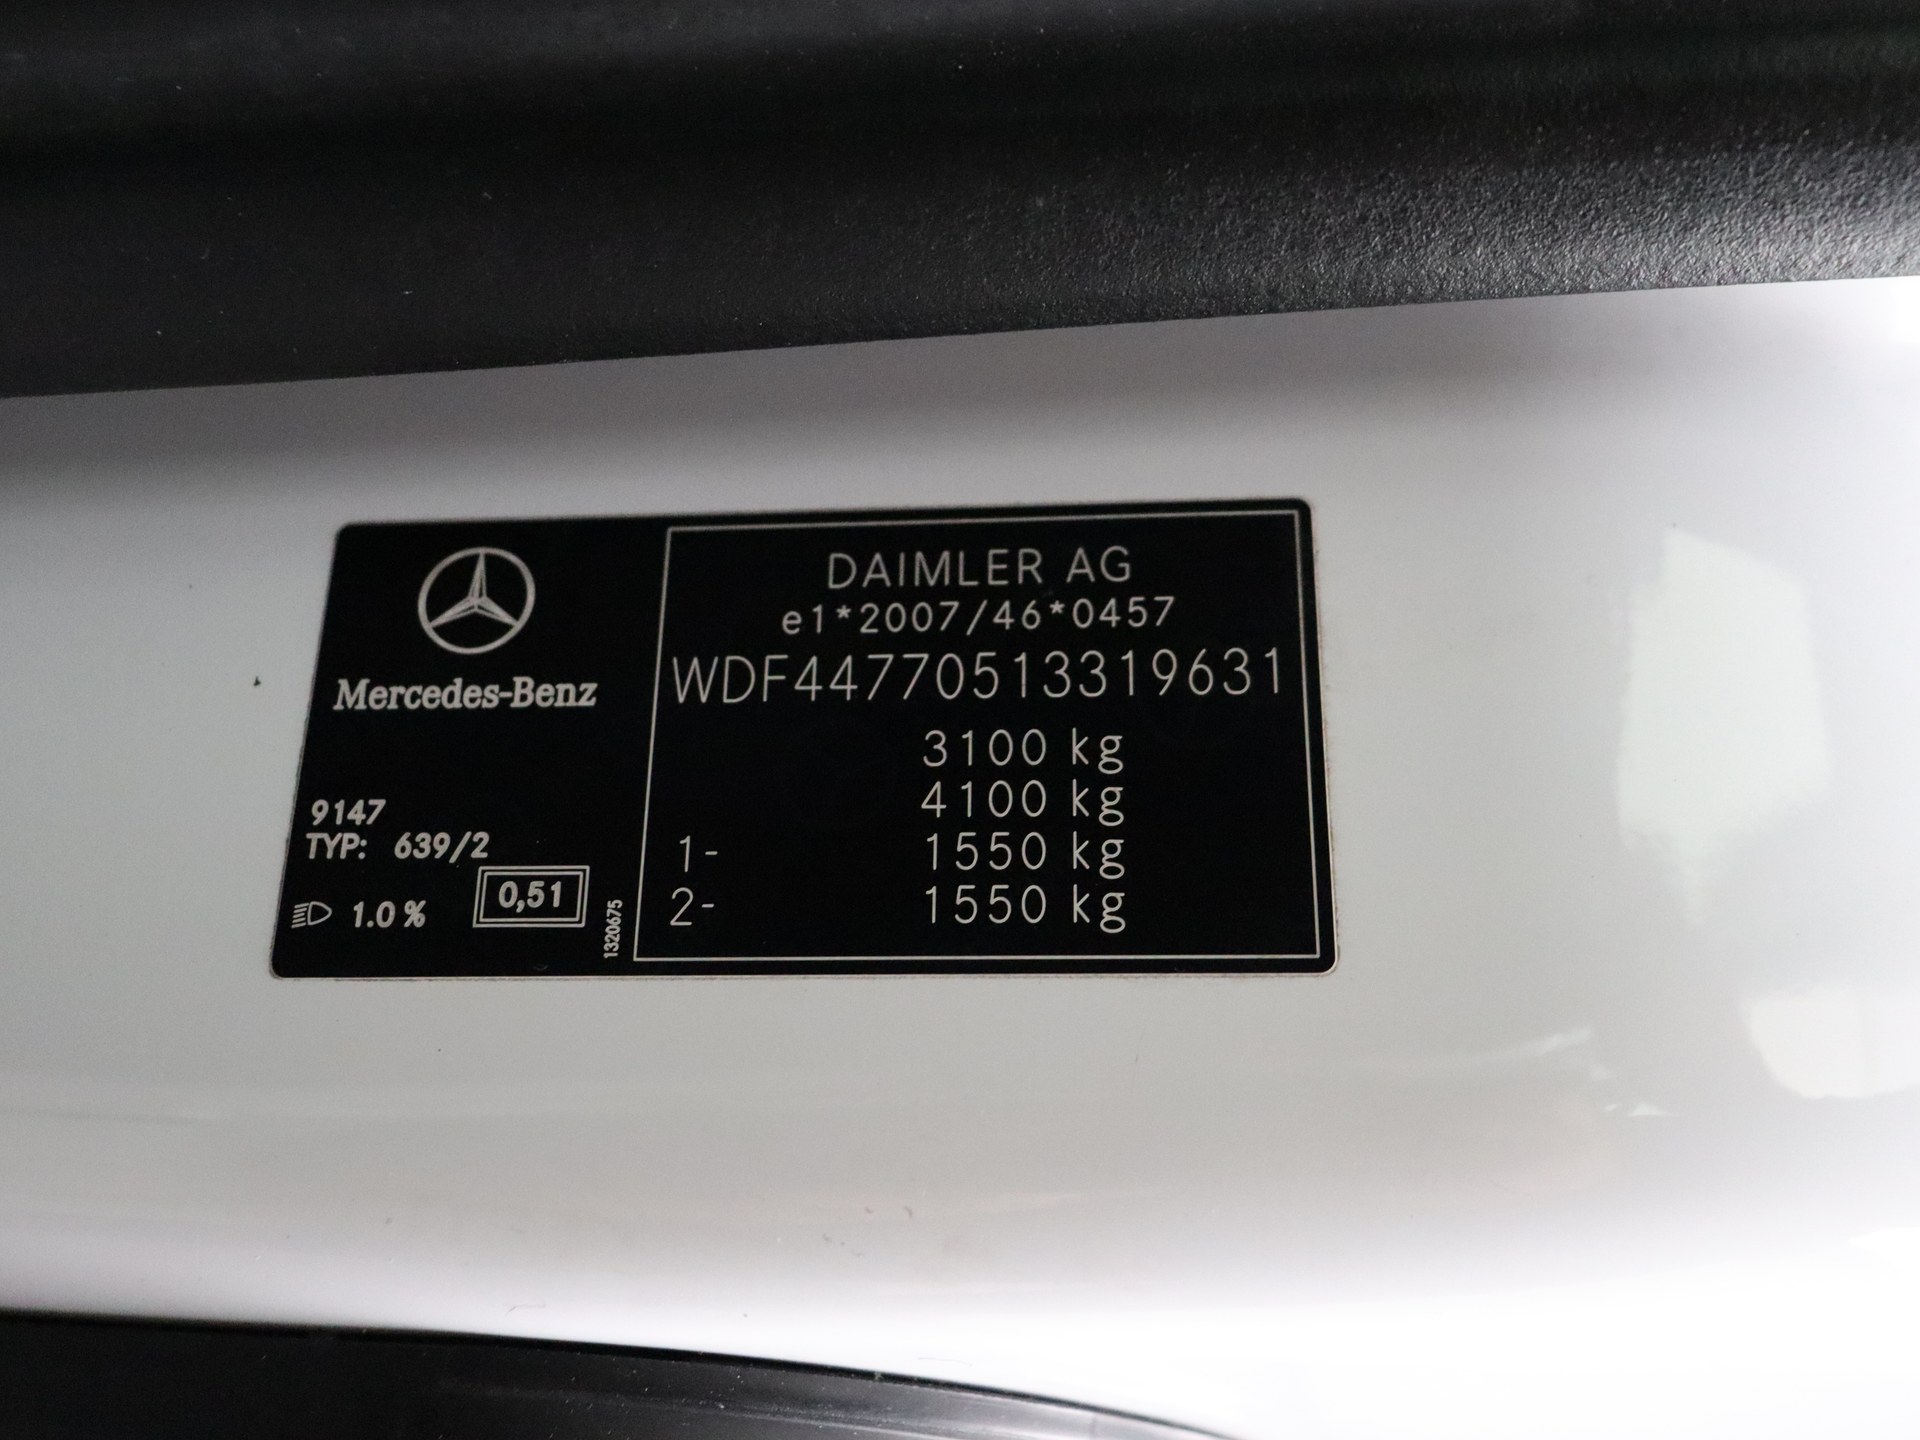 Mercedes-Benz
9147
TYP: 639/2
1.0 %
0,51
1320675
DAIMLER AG
e1*2007/46*0457
WDF44770513319631
3100 kg
4100 kg
1- 1550 kg
2- 1550 kg